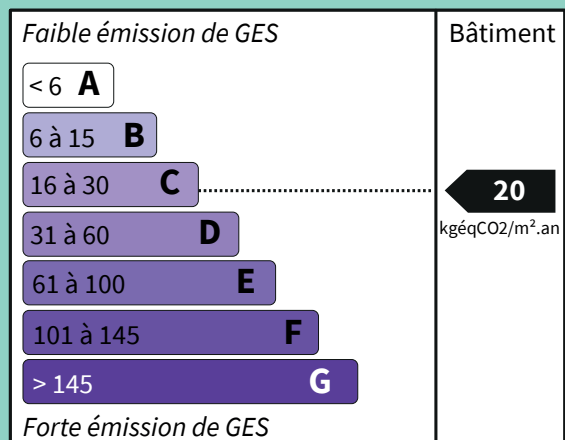 Faible émission de GES
Bâtiment
< 6 A
6 à 15 B
16 à 30 C
20
kgéqCO2/m².an
31 à 60 D
61 à 100 E
101 à 145 F
> 145 G
Forte émission de GES